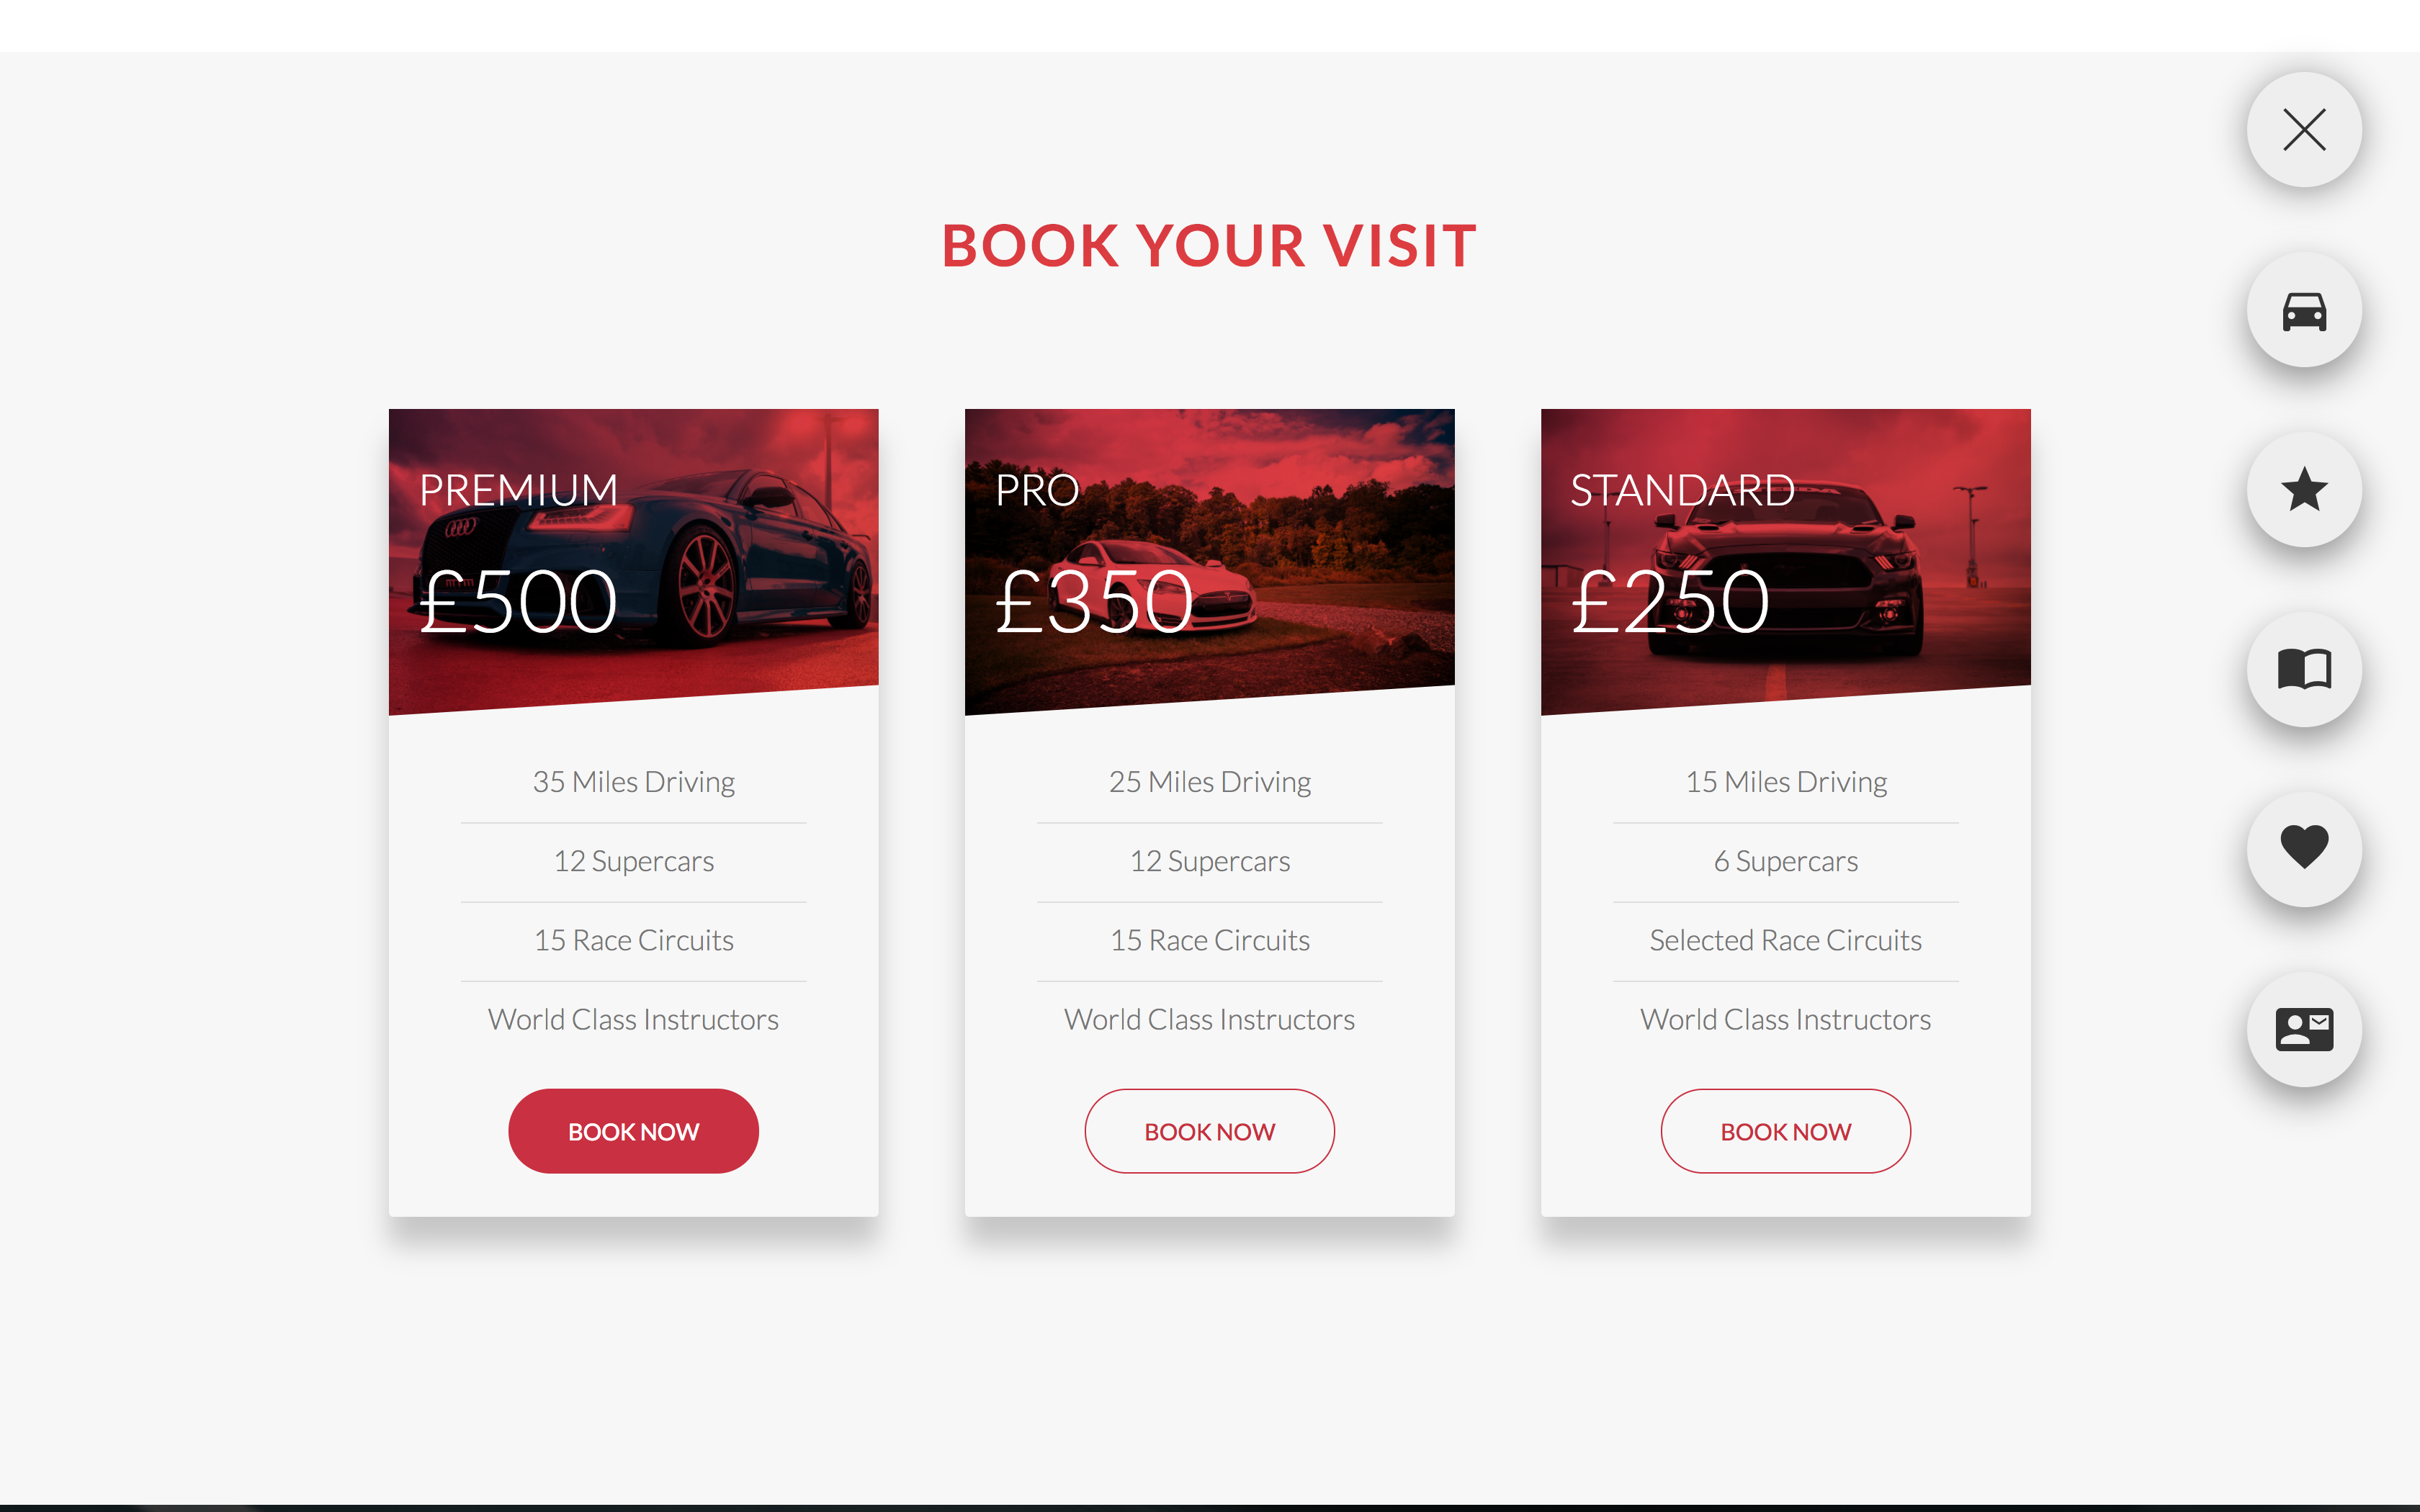 BOOK YOUR VISIT
PREMIUM
£500
35 Miles Driving
12 Supercars
15 Race Circuits
World Class Instructors
BOOK NOW
PRO
£350
25 Miles Driving
12 Supercars
15 Race Circuits
World Class Instructors
BOOK NOW
STANDARD
£250
15 Miles Driving
6 Supercars
Selected Race Circuits
World Class Instructors
BOOK NOW